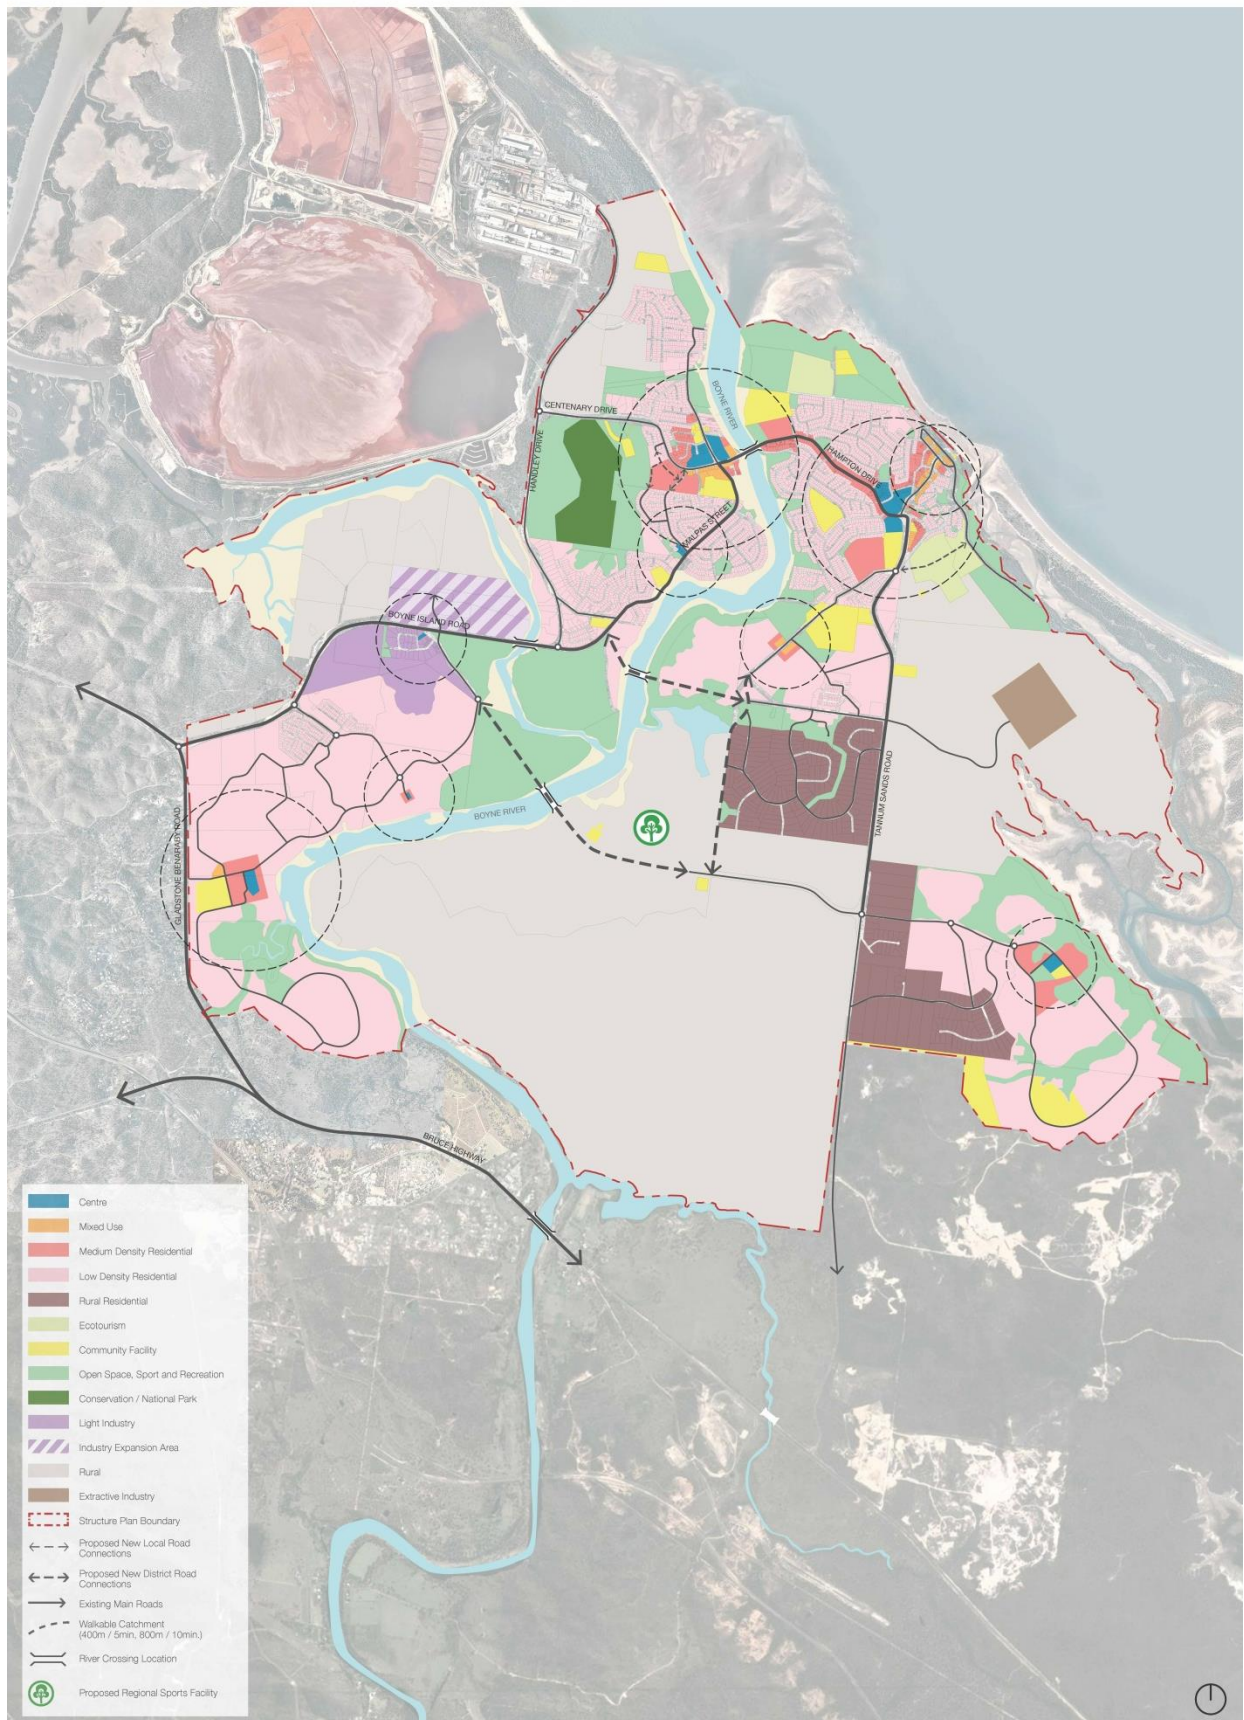 CENTENARY DRIVE
BOYNE RIVER
HANDLEY DRIVE
HAMPTON DRIVE
MALPAS STREET
BOYNE ISLAND ROAD
BOYNE RIVER
TANNUM SANDS ROAD
GLADSTONE BENARABY ROAD
BRUCE HIGHWAY
Centre
Mixed Use
Medium Density Residential
Low Density Residential
Rural Residential
Ecotourism
Community Facility
Open Space, Sport and Recreation
Conservation / National Park
Light Industry
Industry Expansion Area
Rural
Extractive Industry
Structure Plan Boundary
Proposed New Local Road
Connections
Proposed New District Road
Connections
Existing Main Roads
Walkable Catchment
(400m / 5min, 800m / 10min.)
River Crossing Location
Proposed Regional Sports Facility